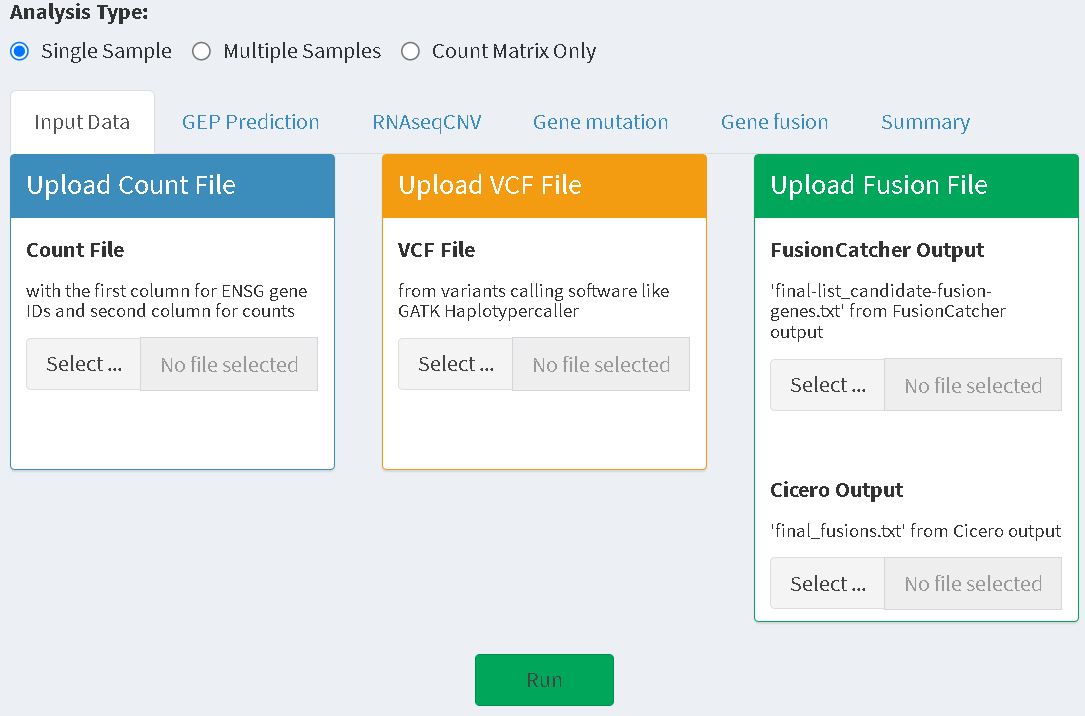 Analysis Type:
Single Sample Multiple Samples Count Matrix Only
Input Data GEP Prediction RNAseqCNV Gene mutation Gene fusion Summary
Upload Count File
Count File
with the first column for ENSG gene
IDs and second column for counts
Select ... No file selected
Upload VCF File
VCF File
from variants calling software like
GATK Haplotypercaller
Select ... No file selected
Upload Fusion File
FusionCatcher Output
'final-list_candidate-fusion-
genes.txt' from FusionCatcher
output
Select ... No file selected
Cicero Output
'final_fusions.txt' from Cicero output
Select ... No file selected
Run